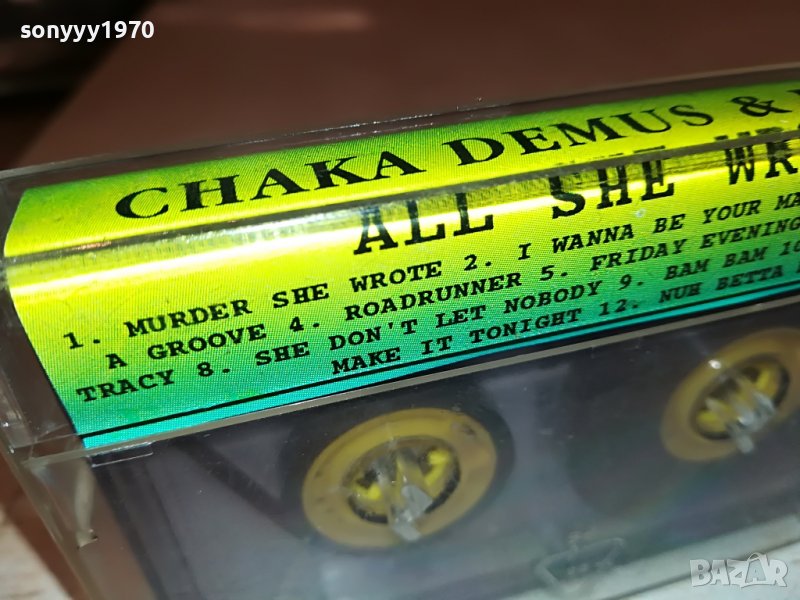 sonyyy1970
CHAKA DEMUS &
ALL SHE WR
1. MURDER SHE WROTE 2. I WANNA BE YOUR MA
A GROOVE 4. ROADRUNNER 5. FRIDAY EVENING
TRACY 8. SHE DON'T LET NOBODY 9. BAM BAM 10
MAKE IT TONIGHT 12. NUH BETTA
BAZAR